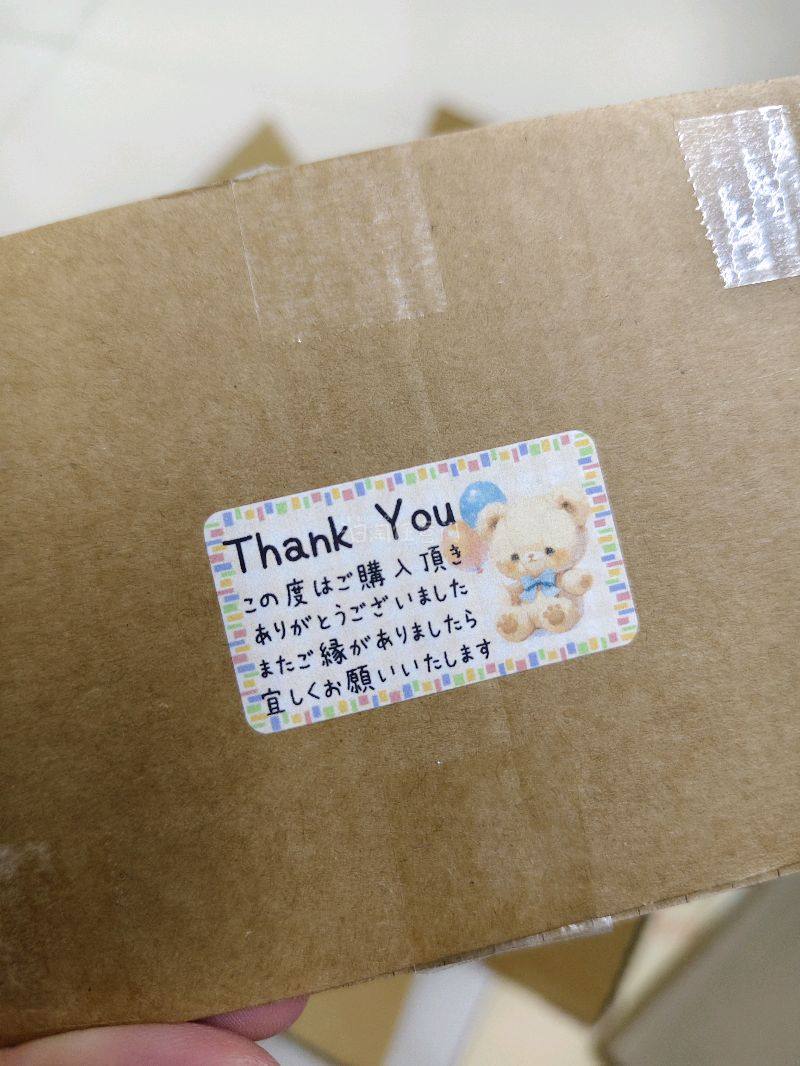 Thank You
この度はご購入頂き
ありがとうございました
またご縁がありましたら
宜しくお願いいたします